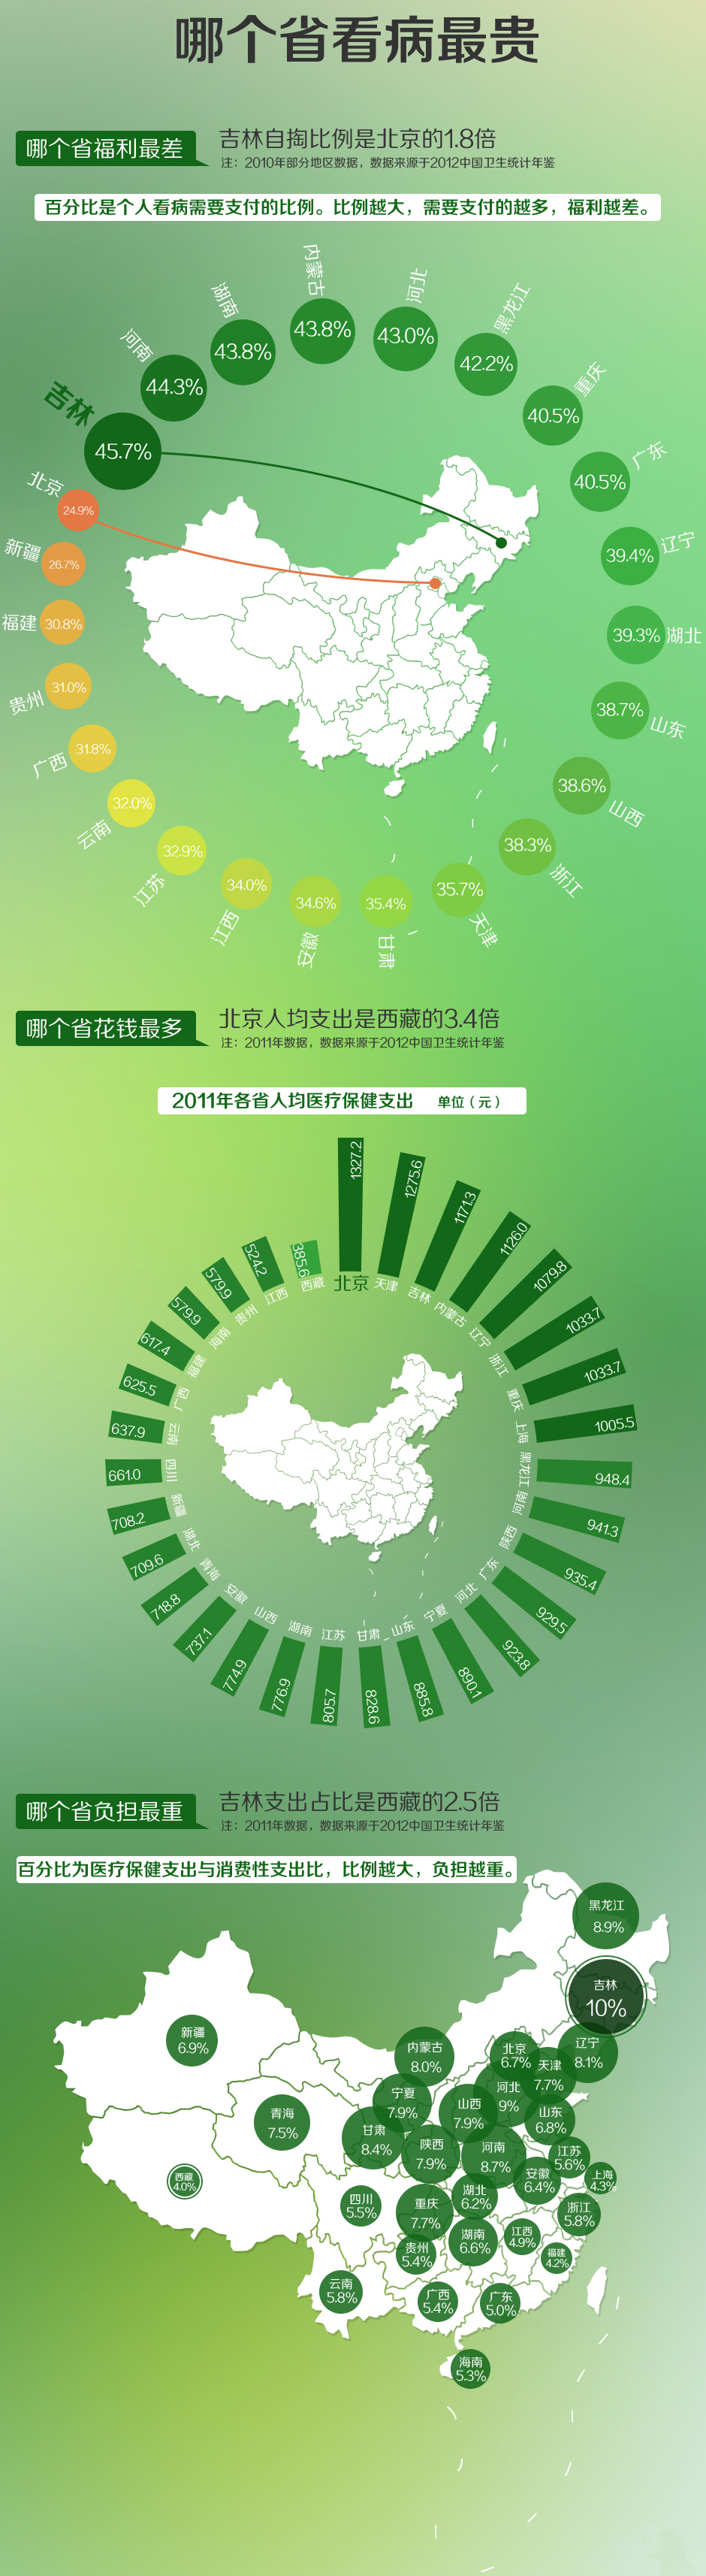 哪个省看病最贵
哪个省福利最差
吉林自掏比例是北京的1.8倍
注：2010年部分地区数据，数据来源于2012中国卫生统计年鉴
百分比是个人看病需要支付的比例。比例越大，需要支付的越多，福利越差。
吉林
45.7%
河南
44.3%
湖南
43.8%
内蒙古
43.8%
河北
43.0%
黑龙江
42.2%
重庆
40.5%
广东
40.5%
辽宁
39.4%
湖北
39.3%
山东
38.7%
山西
38.6%
浙江
38.3%
天津
35.7%
甘肃
35.4%
安徽
34.6%
江西
34.0%
江苏
32.9%
云南
32.0%
广西
31.8%
贵州
31.0%
福建
30.8%
新疆
26.7%
北京
24.9%
哪个省花钱最多
北京人均支出是西藏的3.4倍
注：2011年数据，数据来源于2012中国卫生统计年鉴
2011年各省人均医疗保健支出 单位（元）
1327.2
北京
1275.6
天津
1171.3
吉林
1126.0
内蒙古
1079.8
辽宁
1033.7
浙江
1033.7
重庆
1005.5
上海
948.4
黑龙江
941.3
河南
935.4
陕西
929.5
广东
923.8
河北
890.1
宁夏
885.8
山东
828.6
甘肃
805.7
江苏
776.9
湖南
774.9
山西
737.1
安徽
718.8
青海
709.6
湖北
708.2
新疆
661.0
四川
637.9
云南
625.5
广西
617.4
福建
579.9
海南
579.9
贵州
524.2
江西
385.6
西藏
哪个省负担最重
吉林支出占比是西藏的2.5倍
注：2011年数据，数据来源于2012中国卫生统计年鉴
百分比为医疗保健支出与消费性支出比，比例越大，负担越重。
黑龙江
8.9%
吉林
10%
新疆
6.9%
内蒙古
8.0%
北京
6.7%
辽宁
8.1%
天津
7.7%
宁夏
7.9%
河北
9%
青海
7.5%
山西
7.9%
山东
6.8%
甘肃
8.4%
陕西
7.9%
河南
8.7%
江苏
5.6%
西藏
4.0%
安徽
6.4%
上海
4.3%
四川
5.5%
重庆
7.7%
湖北
6.2%
浙江
5.8%
贵州
5.4%
湖南
6.6%
江西
4.9%
福建
4.2%
云南
5.8%
广西
5.4%
广东
5.0%
海南
5.3%